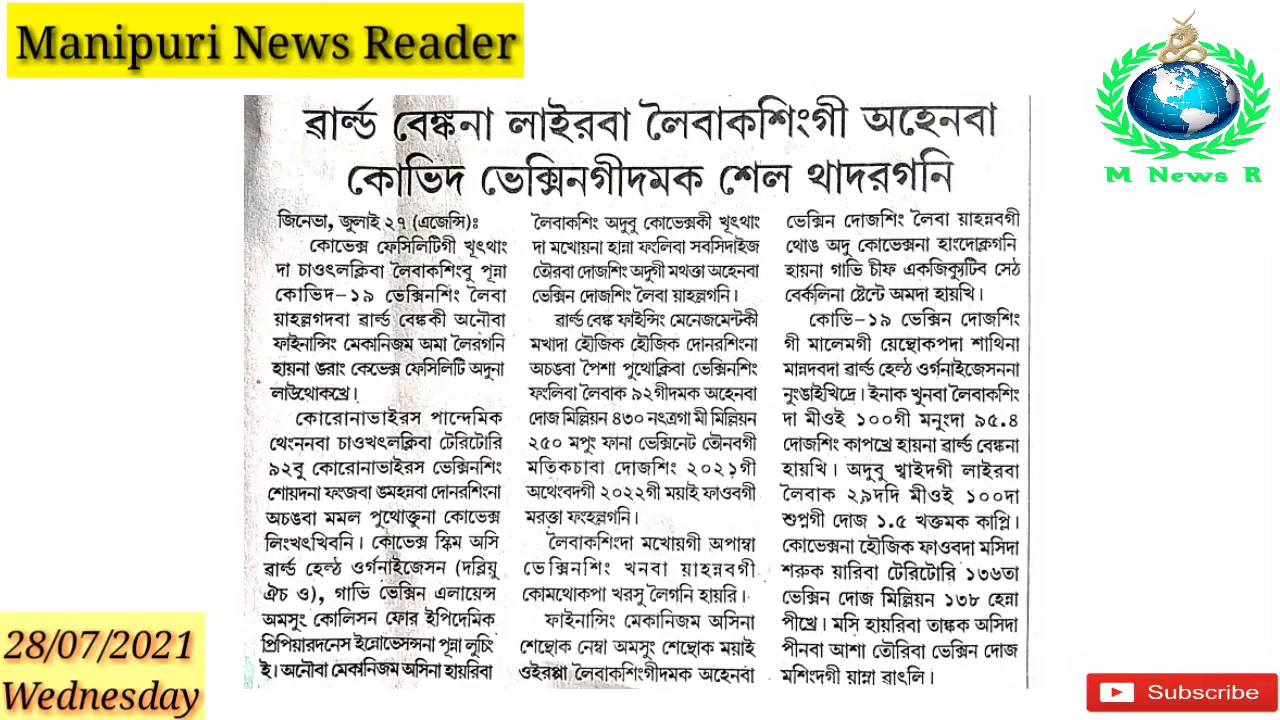 Manipuri News Reader
M News R
ৱার্ল্ড বেঙ্কনা লাইরবা লৈবাকশিংগী অহেনবা
কোভিদ ভেক্সিনগীদমক শেল থাদরগনি
জিনেভা, জুলাই ২৭ (এজেন্সি)ঃ
কোভেক্স ফেসিলিটিগী খুৎথাং
দা চাওৎলক্লিবা লৈবাকশিংবু পুন্না
কোভিদ-১৯ ভেক্সিনশিং লৈবা
য়াহল্লগদবা ৱার্ল্ড বেঙ্ককী অনৌবা
ফাইনান্সিং মেকানিজম অমা লৈরগনি
হায়না ঙরাং কেভেক্স ফেসিলিটি অদুনা
লাউথোকখ্রে।
কোরোনাভাইরস পান্দেমিক
থেংননবা চাওখৎলক্লিবা টেরিটোরি
৯২বু কোরোনাভাইরস ভেক্সিনশিং
শোয়দনা ফংজবা ঙমহন্নবা দোনরশিংনা
অচঙবা মমল পুথোক্তুনা কোভেক্স
লিংখৎখিবনি। কোভেক্স স্কিম অসি
ৱার্ল্ড হেল্থ ওর্গনাইজেসন (দব্লিয়ু
ঐচ ও), গাভি ভেক্সিন এলায়েন্স
অমসুং কোলিসন ফোর ইপিদেমিক
প্রিপিয়ারদনেস ইন্নোভেসন্সনা পুন্না লুচিং
ই। অনৌবা মেকানিজম অসিনা হায়রিবা
লৈবাকশিং অদুবু কোভেক্সকী খুৎথাং
দা মখোয়না হান্না ফংলিবা সবসিদাইজ
তৌরবা দোজশিং অদুগী মথক্তা অহেনবা
ভেক্সিন দোজশিং লৈবা য়াহল্লগনি।
ৱার্ল্ড বেঙ্ক ফাইন্সিং মেনেজমেন্টকী
মখাদা হৌজিক হৌজিক দোনরশিংনা
অচঙবা পৈশা পুথোক্লিবা ভেক্সিনশিং
ফংলিবা লৈবাক ৯২গীদমক অহেনবা
দোজ মিল্লিয়ন ৪৩০ নৎত্রগা মী মিল্লিয়ন
২৫০ মপুং ফানা ভেক্সিনেট তৌনবগী
মতিকচাবা দোজশিং ২০২১গী
অথেংবদগী ২০২২গী ময়াই ফাওবগী
মরক্তা ফংহল্লগনি।
লৈবাকশিংদা মখোয়গী অপাম্বা
ভেক্সিনশিং খনবা য়াহন্নবগী
কোমথোকপা খরসু লৈগনি হায়রি।
ফাইনান্সিং মেকানিজম অসিনা
শেন্থোক নেম্বা অমসুং শেন্থোক ময়াই
ওইরপ্পা লৈবাকশিংগীদমক অহেনবা
ভেক্সিন দোজশিং লৈবা য়াহন্নবগী
থোঙ অদু কোভেক্সনা হাংদোক্লগনি
হায়না গাভি চীফ একজিক্যুটিব সেঠ
বের্কলিনা ষ্টেন্টে অমদা হায়খি।
কোভি-১৯ ভেক্সিন দোজশিং
গী মালেমগী য়েন্থোকপদা শাথিনা
মান্নদবদা ৱার্ল্ড হেল্থ ওর্গনাইজেসননা
নুংঙাইখিদ্রে। ইনাক খুনবা লৈবাকশিং
দা মীওই ১০০গী মনুংদা ৯৫.৪
দোজশিং কাপখ্রে হায়না ৱার্ল্ড বেঙ্কনা
হায়খি। অদুবু খ্বাইদগী লাইরবা
লৈবাক ২৯দদি মীওই ১০০দা
শুপ্নগী দোজ ১.৫ খক্তমক কাপ্লি।
কোভেক্সনা হৌজিক ফাওবদা মসিদা
শরুক য়ারিবা টেরিটোরি ১৩৬তা
ভেক্সিন দোজ মিল্লিয়ন ১৩৮ হেন্না
পীখ্রে। মসি হায়রিবা তাঙ্কক অসিদা
পীনবা আশা তৌরিবা ভেক্সিন দোজ
মশিংদগী য়াম্না ৱাৎলি।
28/07/2021
Wednesday
Subscribe